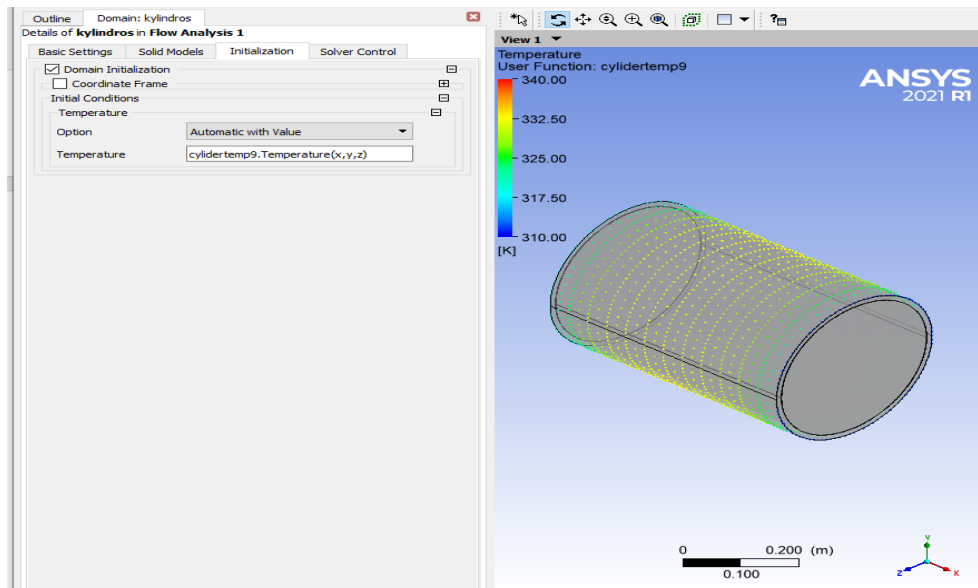 Outline
Domain: kylindros
Details of kylindros in Flow Analysis 1
Basic Settings
Solid Models
Initialization
Solver Control
Domain Initialization
Coordinate Frame
Initial Conditions
Temperature
Option
Automatic with Value
Temperature
cylidertemp9.Temperature(x,y,z)
View 1
Temperature
User Function: cylidertemp9
340.00
332.50
325.00
317.50
310.00
[K]
ANSYS
2021 R1
0
0.200 (m)
0.100
Y
Z
X